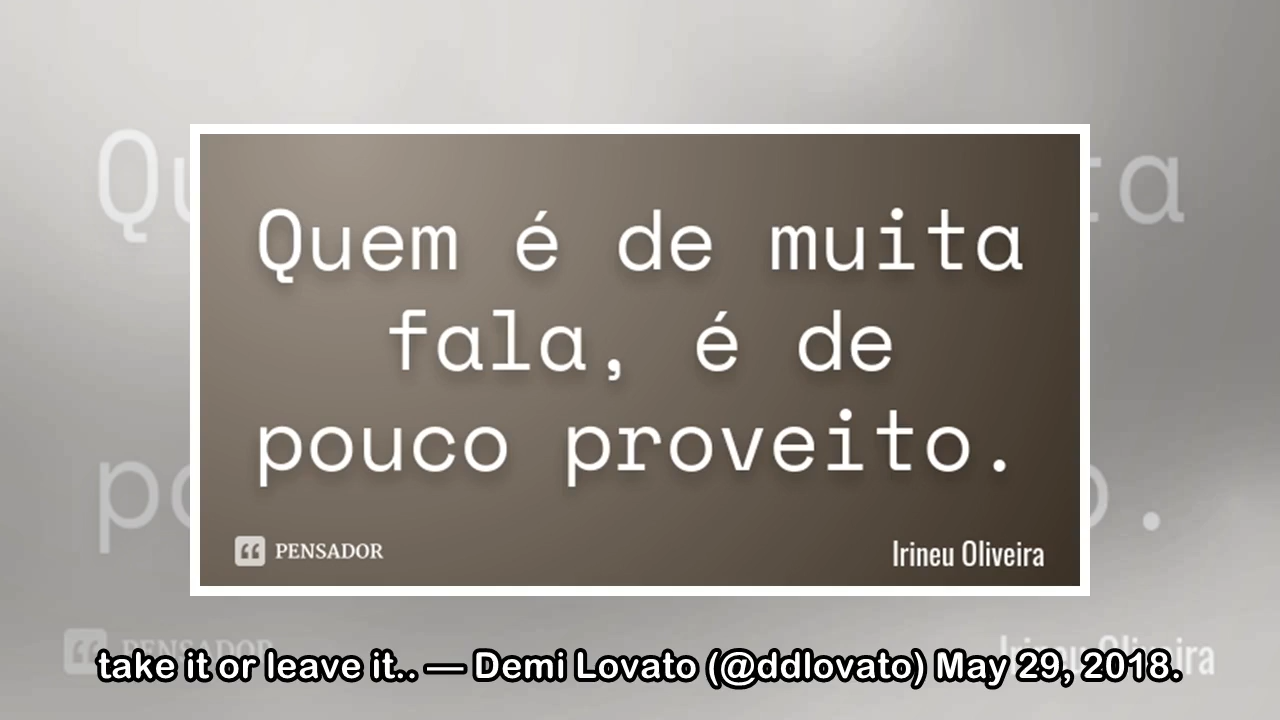 Quem é de muita
fala, é de
pouco proveito.
PENSADOR
Irineu Oliveira
take it or leave it.. — Demi Lovato (@ddlovato) May 29, 2018.